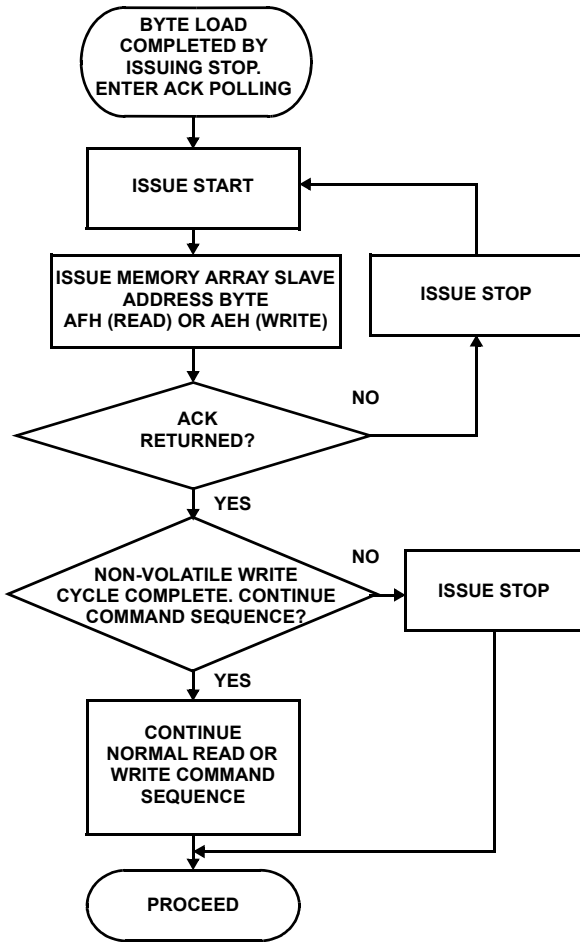 BYTE LOAD
COMPLETED BY
ISSUING STOP.
ENTER ACK POLLING
ISSUE START
ISSUE MEMORY ARRAY SLAVE
ADDRESS BYTE
AFH (READ) OR AEH (WRITE)
ISSUE STOP
ACK
RETURNED?
NO
YES
NON-VOLATILE WRITE
CYCLE COMPLETE. CONTINUE
COMMAND SEQUENCE?
NO
ISSUE STOP
YES
CONTINUE
NORMAL READ OR
WRITE COMMAND
SEQUENCE
PROCEED